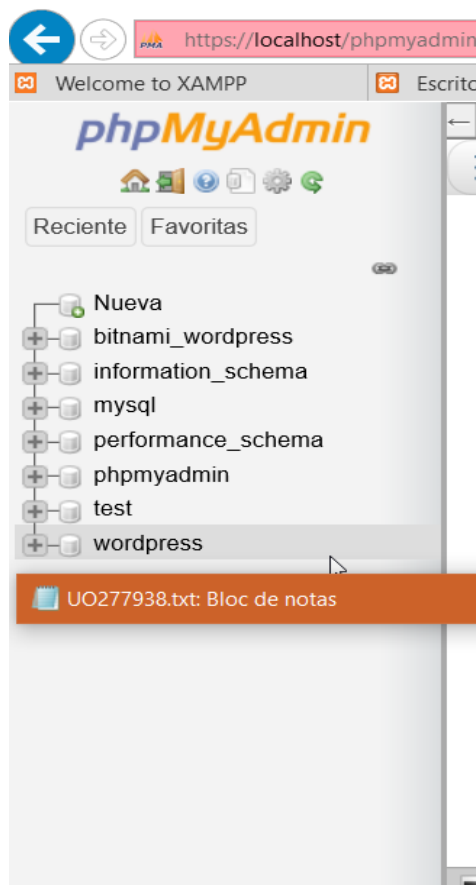 https://localhost/phpmyadmin
Welcome to XAMPP
Escrito
phpMyAdmin
Reciente Favoritas
Nueva
bitnami_wordpress
information_schema
mysql
performance_schema
phpmyadmin
test
wordpress
UO277938.txt: Bloc de notas